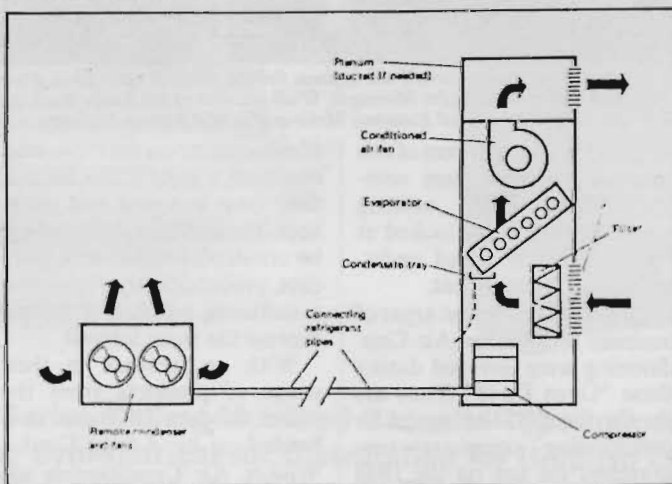 Plenum
(ducted if needed)
Conditioned
air fan
Evaporator
Filter
Condensate tray
Connecting
refrigerant
pipes
Remote condenser
and fans
Compressor